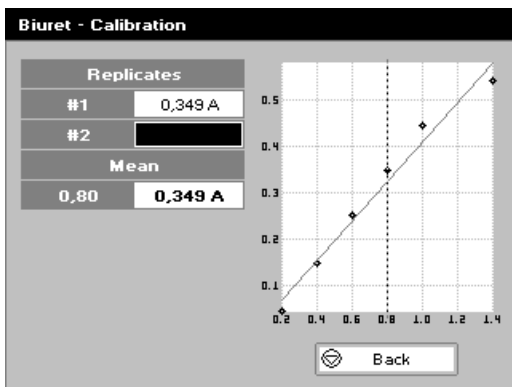 Biuret - Calibration
Replicates
#1 0,349 A
#2
Mean
0,80 0,349 A
0.5
0.4
0.3
0.2
0.1
0.2 0.4 0.6 0.8 1.0 1.2 1.4
Back